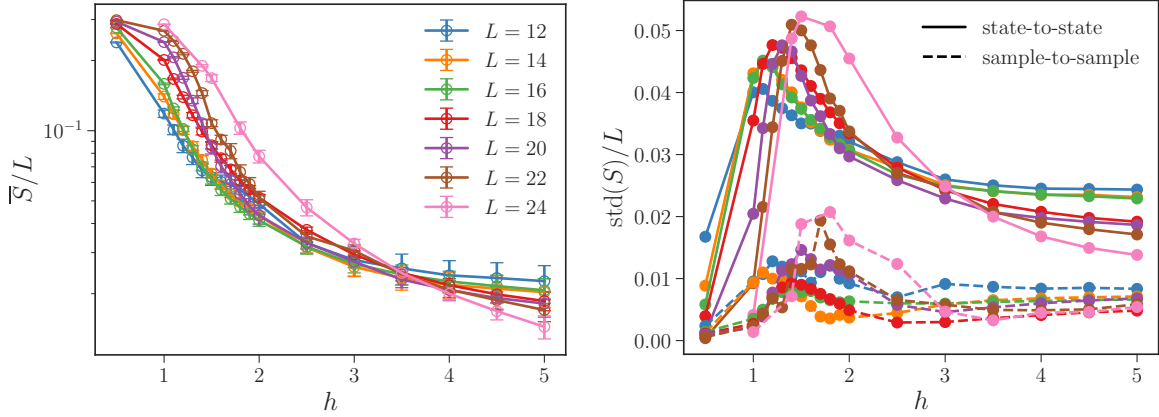 $\overline{S}/L$
$10^{-1}$
L = 12
L = 14
L = 16
L = 18
L = 20
L = 22
L = 24
1 2 3 4 5
h
std(S)/L
0.05
0.04
0.03
0.02
0.01
0.00
state-to-state
sample-to-sample
1 2 3 4 5
h